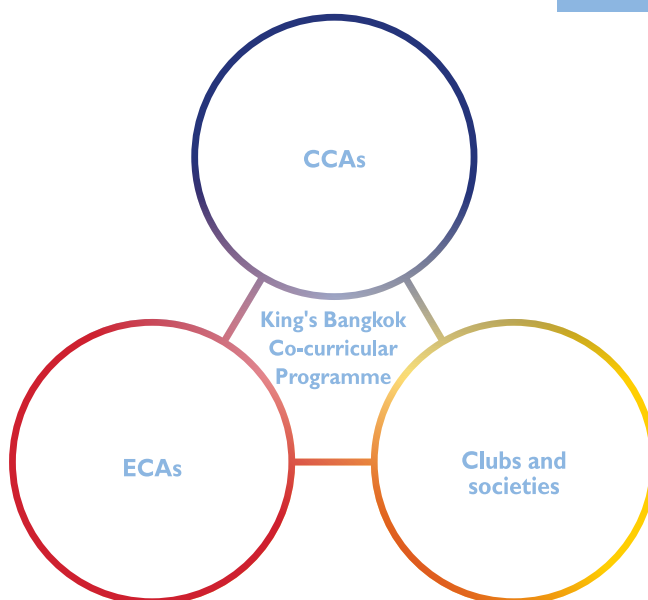 CCAs
King's Bangkok
Co-curricular
Programme
ECAs
Clubs and
societies